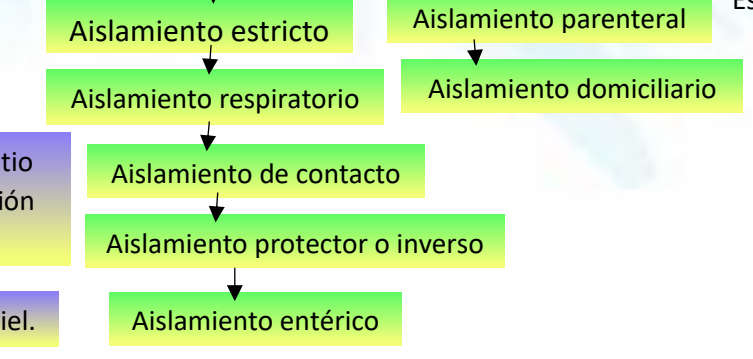 Aislamiento estricto
Aislamiento respiratorio
Aislamiento de contacto
Aislamiento protector o inverso
Aislamiento entérico
Aislamiento parenteral
Aislamiento domiciliario